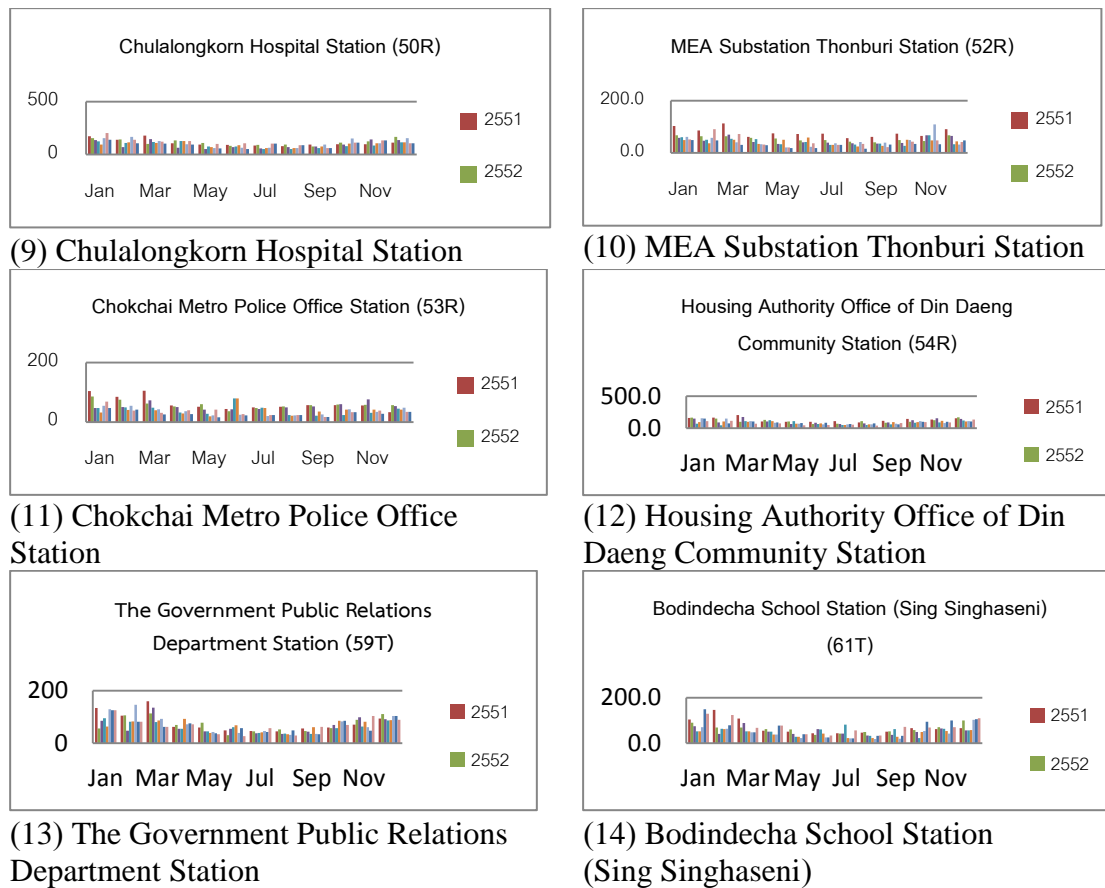 Chulalongkorn Hospital Station (50R)
500
0
Jan Mar May Jul Sep Nov
2551
2552
(9) Chulalongkorn Hospital Station
MEA Substation Thonburi Station (52R)
200.0
0.0
Jan Mar May Jul Sep Nov
2551
2552
(10) MEA Substation Thonburi Station
Chokchai Metro Police Office Station (53R)
200
0
Jan Mar May Jul Sep Nov
2551
2552
(11) Chokchai Metro Police Office
Station
Housing Authority Office of Din Daeng
Community Station (54R)
500.0
0.0
Jan Mar May Jul Sep Nov
2551
2552
(12) Housing Authority Office of Din
Daeng Community Station
The Government Public Relations
Department Station (59T)
200
0
Jan Mar May Jul Sep Nov
2551
2552
(13) The Government Public Relations
Department Station
Bodindecha School Station (Sing Singhaseni)
(61T)
200.0
0.0
Jan Mar May Jul Sep Nov
2551
2552
(14) Bodindecha School Station
(Sing Singhaseni)